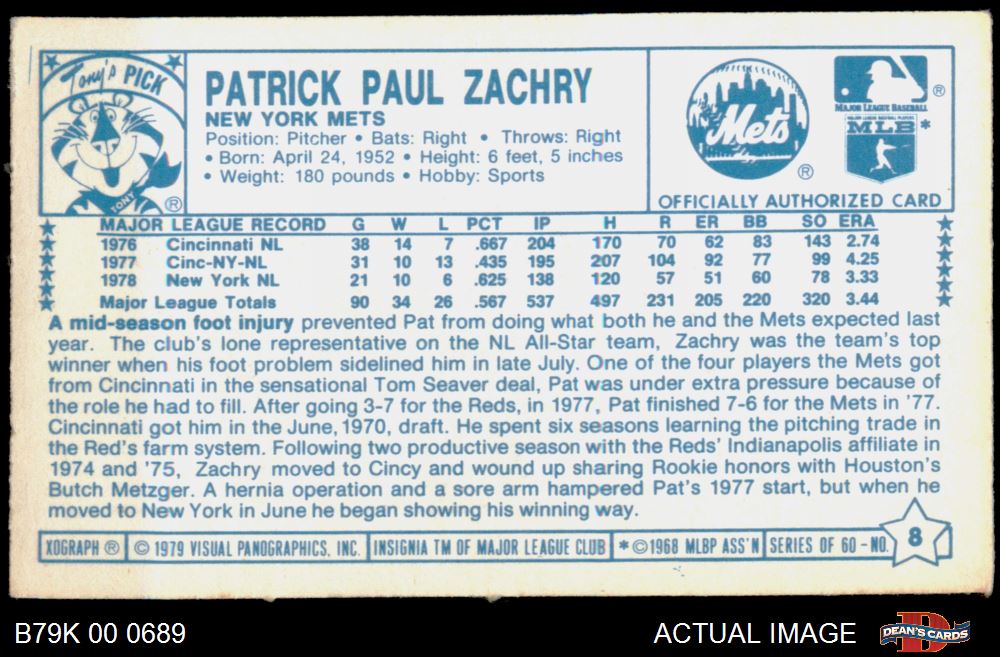 Tony's PICK
TONY
®
PATRICK PAUL ZACHRY
NEW YORK METS
Position: Pitcher • Bats: Right • Throws: Right
• Born: April 24, 1952 • Height: 6 feet, 5 inches
• Weight: 180 pounds • Hobby: Sports
Mets
®
®
MAJOR LEAGUE BASEBALL
MAJOR LEAGUE BASEBALL PLAYERS
MLB *
OFFICIALLY AUTHORIZED CARD
MAJOR LEAGUE RECORD G W L PCT IP H R ER BB SO ERA
1976 Cincinnati NL 38 14 7 .667 204 170 70 62 83 143 2.74
1977 Cinc-NY-NL 31 10 13 .435 195 207 104 92 77 99 4.25
1978 New York NL 21 10 6 .625 138 120 57 51 60 78 3.33
Major League Totals 90 34 26 .567 537 497 231 205 220 320 3.44
A mid-season foot injury prevented Pat from doing what both he and the Mets expected last
year. The club's lone representative on the NL All-Star team, Zachry was the team's top
winner when his foot problem sidelined him in late July. One of the four players the Mets got
from Cincinnati in the sensational Tom Seaver deal, Pat was under extra pressure because of
the role he had to fill. After going 3-7 for the Reds, in 1977, Pat finished 7-6 for the Mets in '77.
Cincinnati got him in the June, 1970, draft. He spent six seasons learning the pitching trade in
the Red's farm system. Following two productive season with the Reds' Indianapolis affiliate in
1974 and '75, Zachry moved to Cincy and wound up sharing Rookie honors with Houston's
Butch Metzger. A hernia operation and a sore arm hampered Pat's 1977 start, but when he
moved to New York in June he began showing his winning way.
XOGRAPH ® © 1979 VISUAL PANOGRAPHICS, INC. INSIGNIA TM OF MAJOR LEAGUE CLUB * © 1968 MLBP ASS'N SERIES OF 60 - NO. 8
B79K 00 0689
ACTUAL IMAGE
DEAN'S CARDS